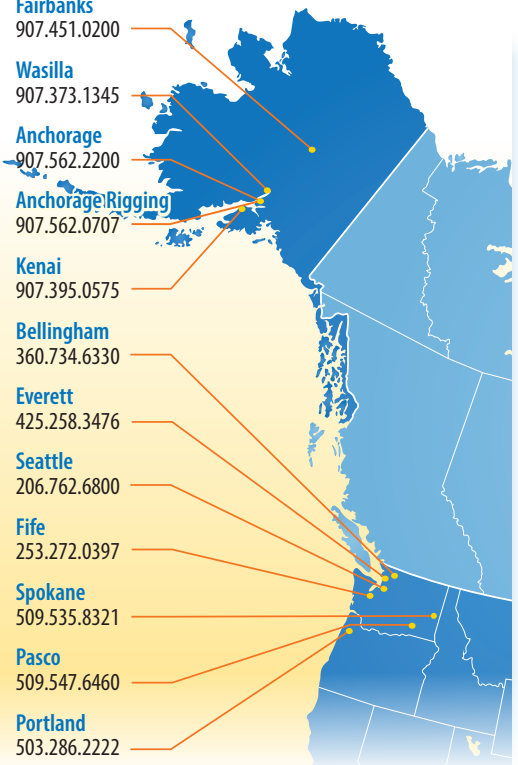 Fairbanks
907.451.0200
Wasilla
907.373.1345
Anchorage
907.562.2200
Anchorage Rigging
907.562.0707
Kenai
907.395.0575
Bellingham
360.734.6330
Everett
425.258.3476
Seattle
206.762.6800
Fife
253.272.0397
Spokane
509.535.8321
Pasco
509.547.6460
Portland
503.286.2222